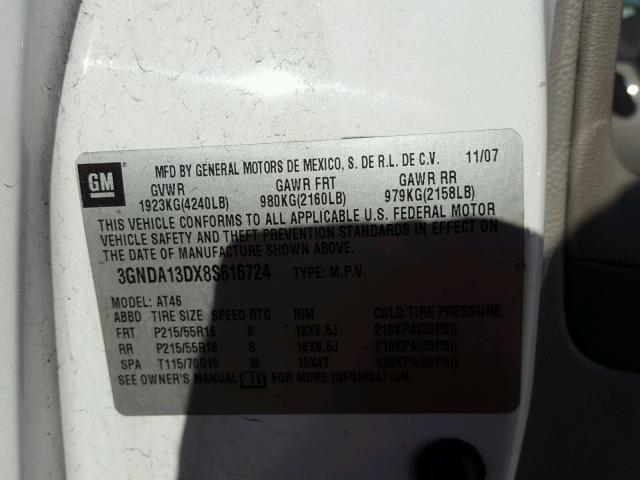 GM
MFD BY GENERAL MOTORS DE MEXICO, S. DE R.L. DE C.V. 11/07
GVWR GAWR FRT GAWR RR
1923KG(4240LB) 980KG(2160LB) 979KG(2158LB)
THIS VEHICLE CONFORMS TO ALL APPLICABLE U.S. FEDERAL MOTOR
VEHICLE SAFETY AND THEFT PREVENTION STANDARDS IN EFFECT ON
THE DATE OF MANUFACTURE SHOWN ABOVE.
3GNDA13DX8S616724 TYPE: M.P.V.
MODEL: AT46
ABBD TIRE SIZE SPEED RTG RIM COLD TIRE PRESSURE
FRT P215/55R16 S 16X6.5J 210KPA(30PSI)
RR P215/55R16 S 16X6.5J 210KPA(30PSI)
SPA T115/70D15 M 15X4T 420KPA(60PSI)
SEE OWNER'S MANUAL FOR MORE INFORMATION.